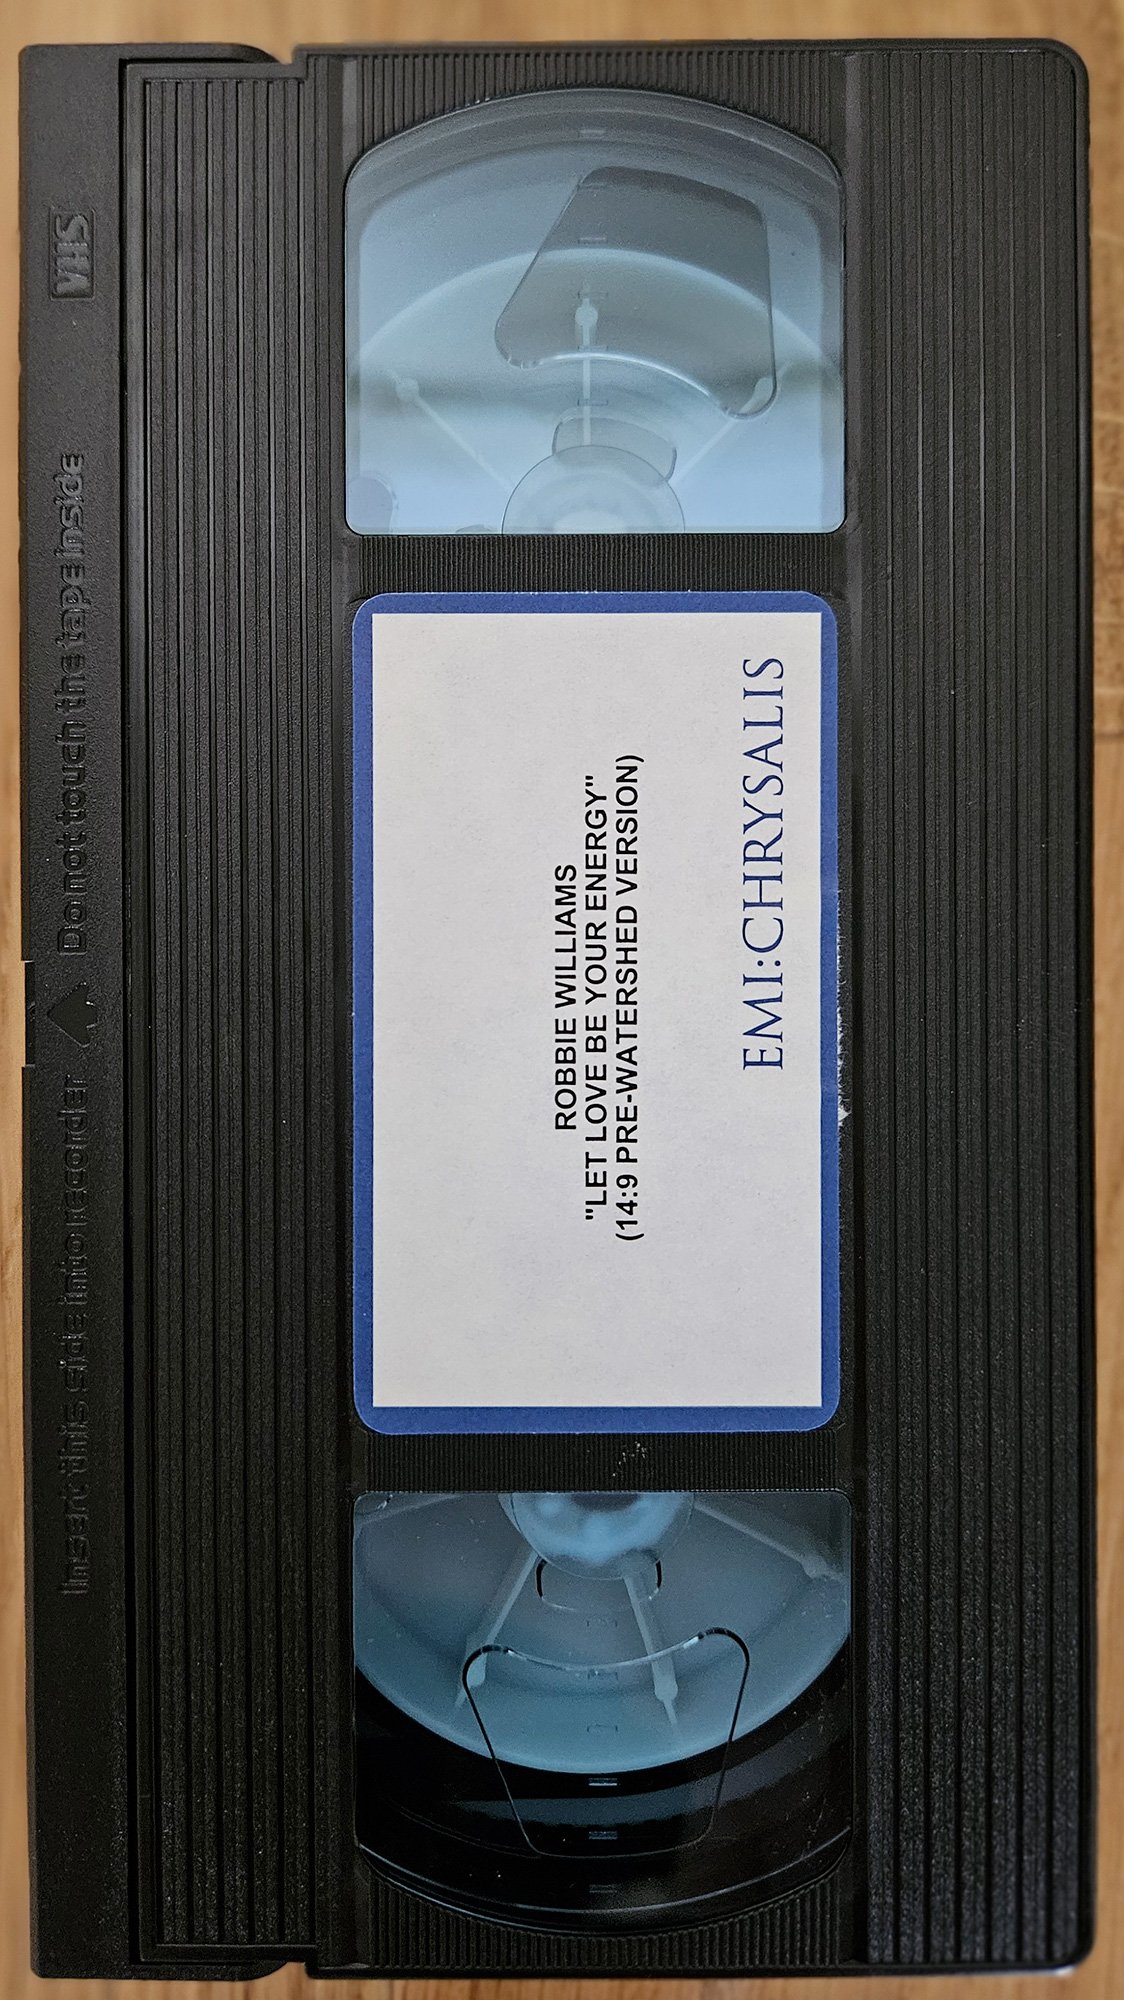 VHS
Insert this side into recorder
Do not touch the tape inside
ROBBIE WILLIAMS
"LET LOVE BE YOUR ENERGY"
(14:9 PRE-WATERSHED VERSION)
EMI:CHRYSALIS